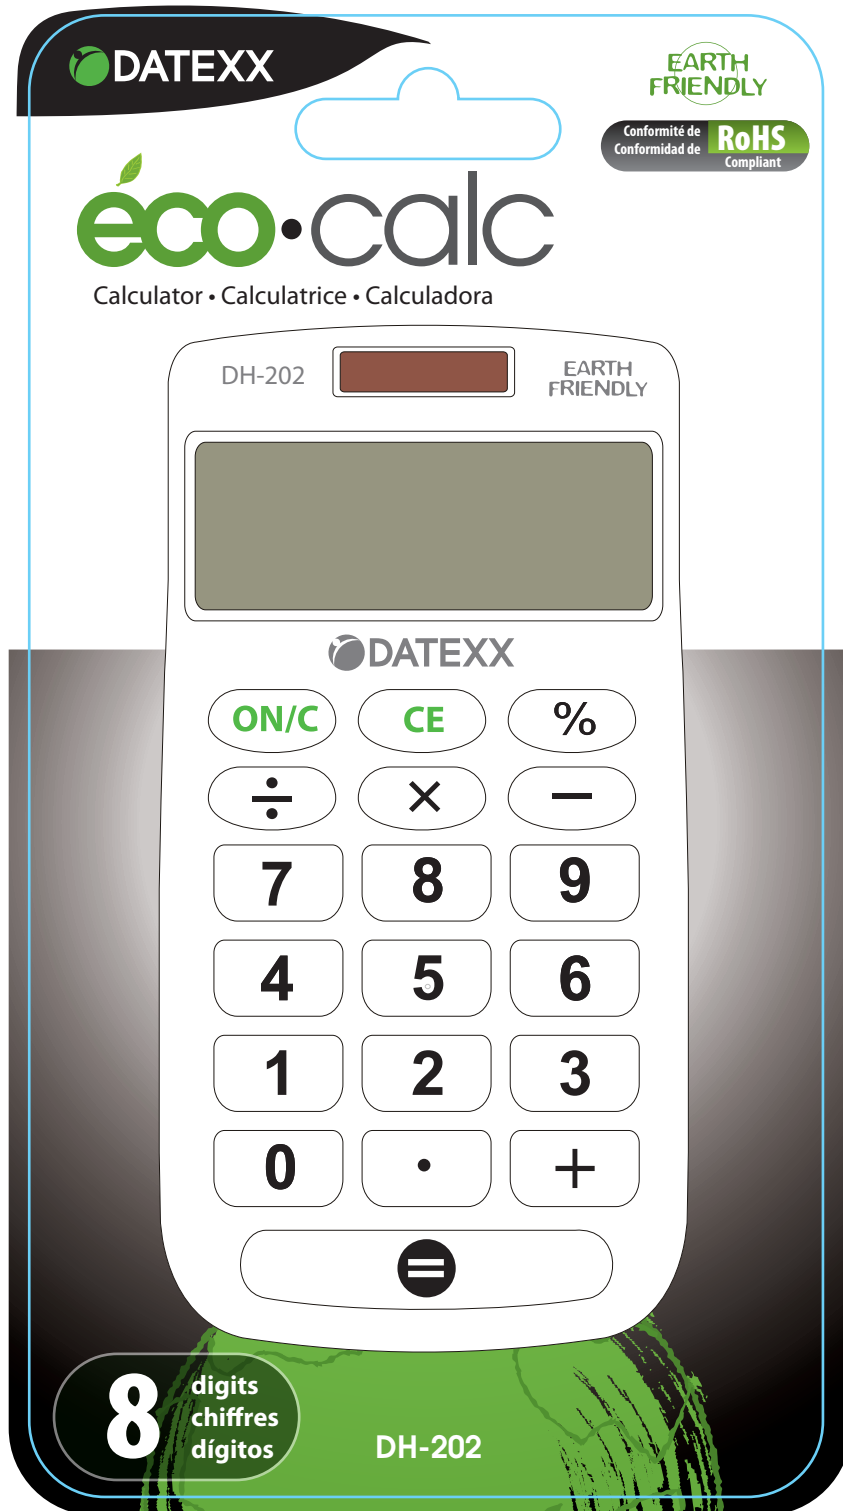 DATEXX
EARTH
FRIENDLY
Conformité de
Conformidad de
RoHS
Compliant
éco•calc
Calculator • Calculatrice • Calculadora
DH-202
EARTH
FRIENDLY
DATEXX
ON/C CE %
÷ × −
7 8 9
4 5 6
1 2 3
0 . +
=
8
digits
chiffres
dígitos
DH-202